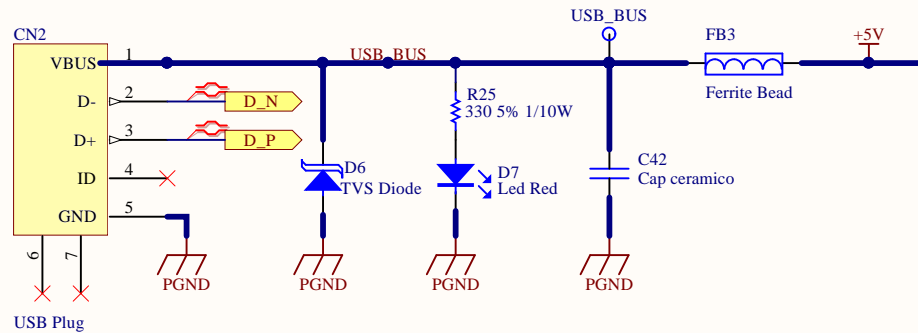 USB_BUS
CN2
FB3
+5V
VBUS
1
USB_BUS
Ferrite Bead
D-
2
D_N
R25
330 5% 1/10W
D+
3
D_P
ID
4
D6
TVS Diode
D7
Led Red
C42
Cap ceramico
GND
5
6
7
PGND
PGND
PGND
PGND
USB Plug